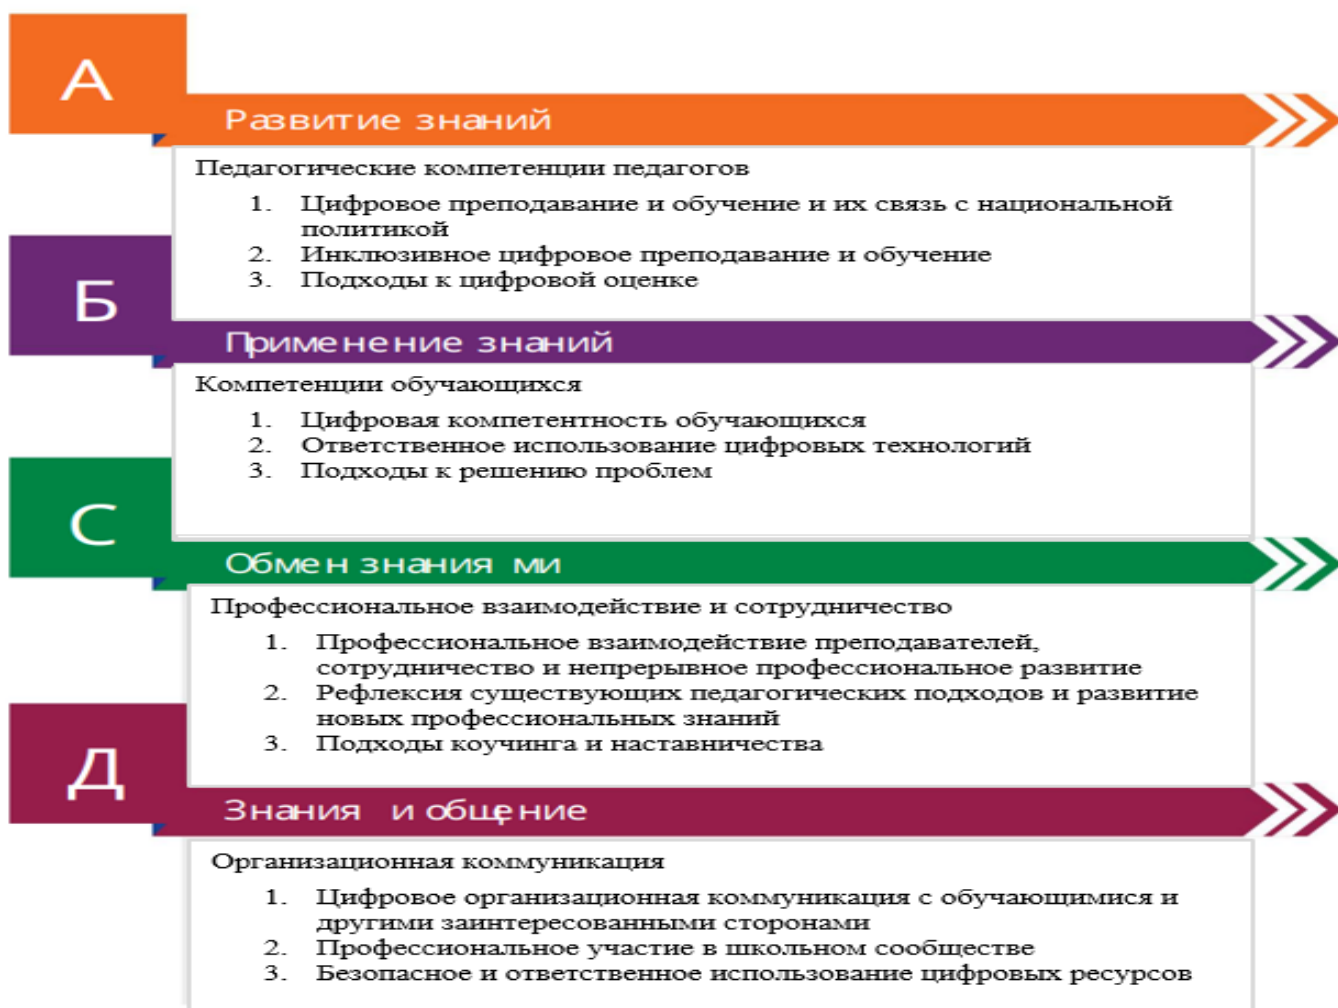 А
Развитие знаний
Педагогические компетенции педагогов
1. Цифровое преподавание и обучение и их связь с национальной
политикой
2. Инклюзивное цифровое преподавание и обучение
3. Подходы к цифровой оценке
Б
Применение знаний
Компетенции обучающихся
1. Цифровая компетентность обучающихся
2. Ответственное использование цифровых технологий
3. Подходы к решению проблем
С
Обмен знания ми
Профессиональное взаимодействие и сотрудничество
1. Профессиональное взаимодействие преподавателей,
сотрудничество и непрерывное профессиональное развитие
2. Рефлексия существующих педагогических подходов и развитие
новых профессиональных знаний
3. Подходы коучинга и наставничества
Д
Знания и общение
Организационная коммуникация
1. Цифровое организационная коммуникация с обучающимися и
другими заинтересованными сторонами
2. Профессиональное участие в школьном сообществе
3. Безопасное и ответственное использование цифровых ресурсов